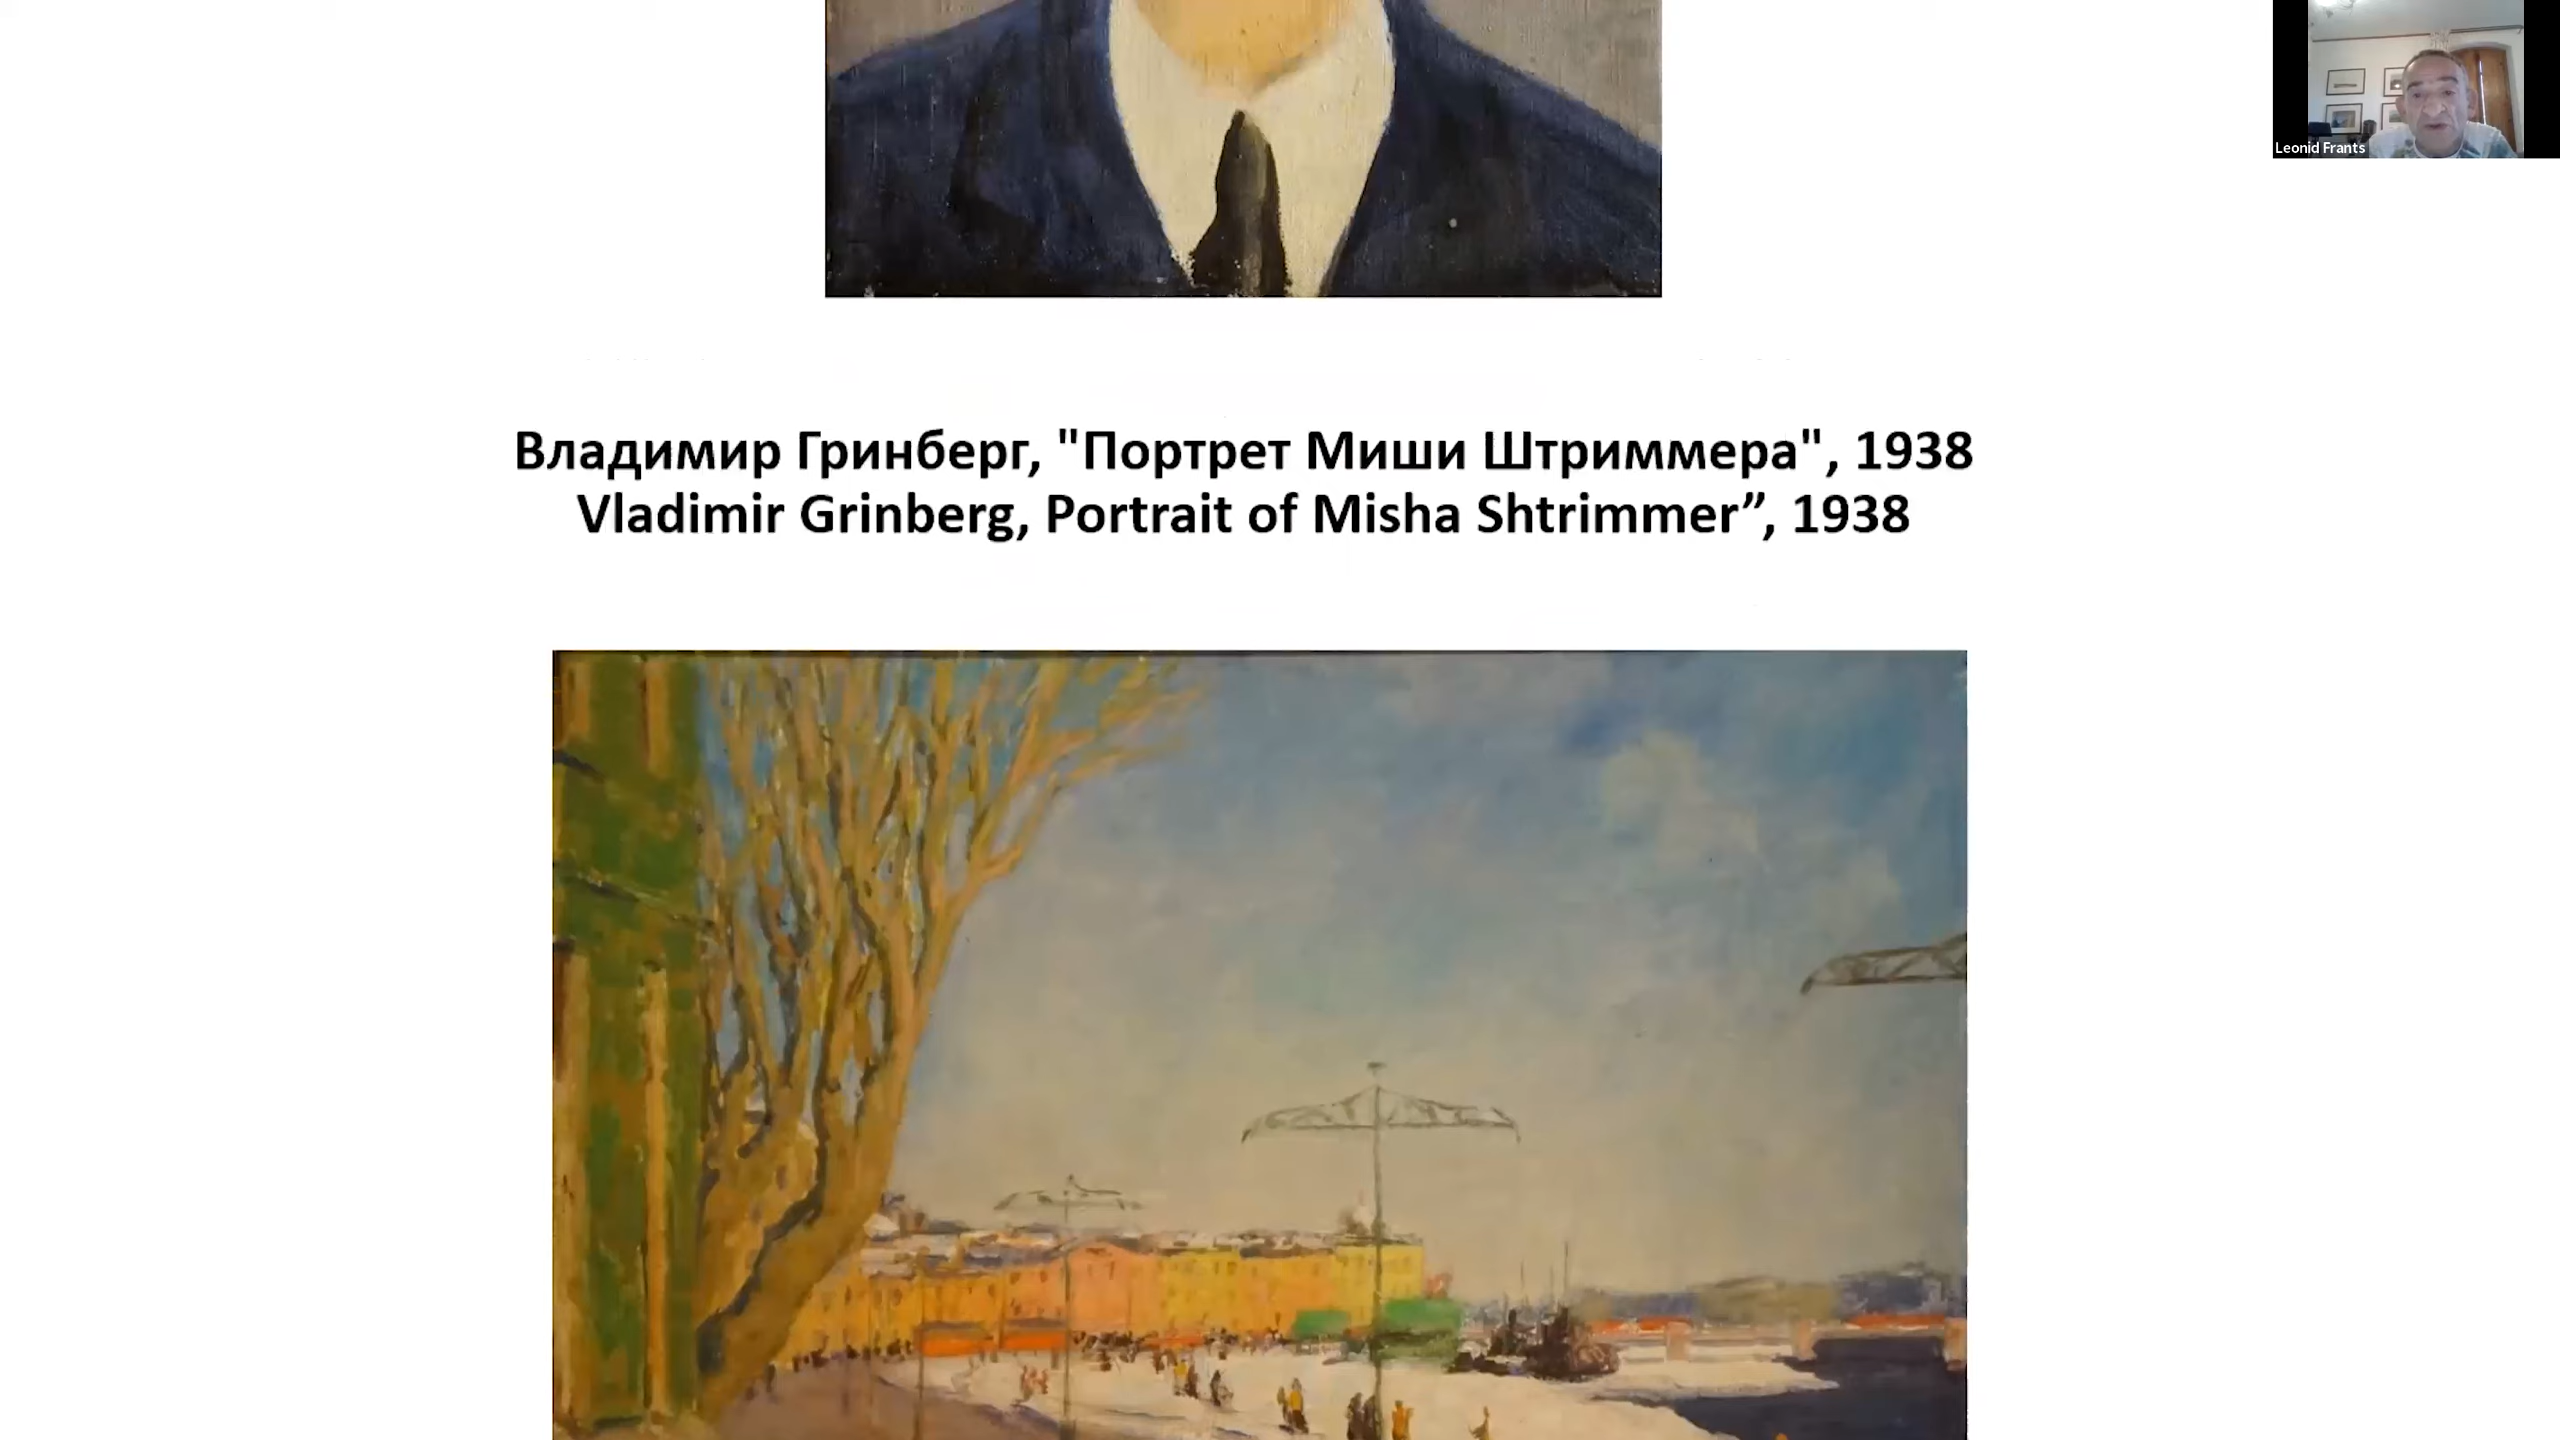 Leonid Frants
Владимир Гринберг, "Портрет Миши Штриммера", 1938
Vladimir Grinberg, Portrait of Misha Shtrimmer”, 1938